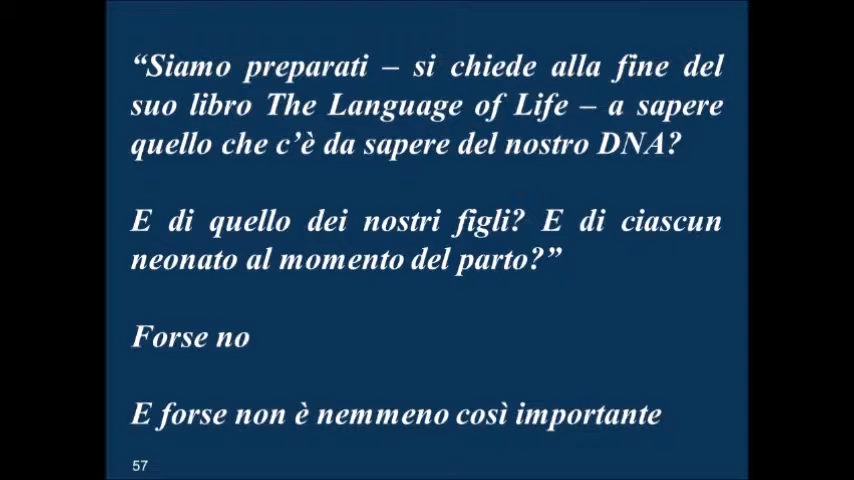 “Siamo preparati – si chiede alla fine del
suo libro The Language of Life – a sapere
quello che c’è da sapere del nostro DNA?
E di quello dei nostri figli? E di ciascun
neonato al momento del parto?”
Forse no
E forse non è nemmeno così importante
57